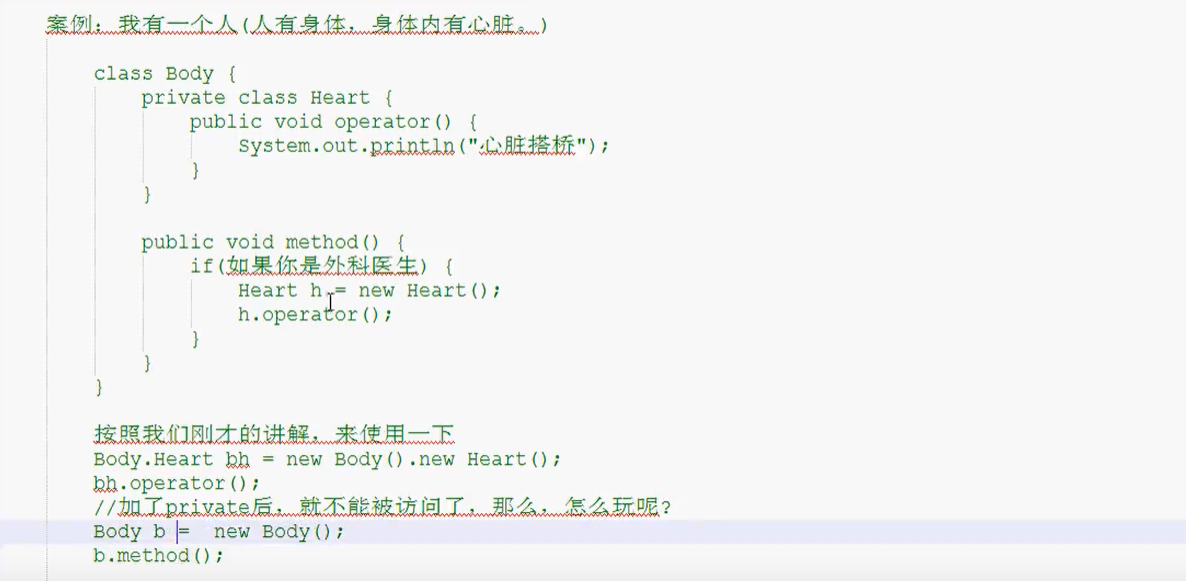 案例：我有一个人(人有身体，身体内有心脏。)
class Body {
private class Heart {
public void operator() {
System.out.println("心脏搭桥");
}
}
public void method() {
if(如果你是外科医生) {
Heart h = new Heart();
h.operator();
}
}
}
按照我们刚才的讲解，来使用一下
Body.Heart bh = new Body().new Heart();
bh.operator();
//加了private后，就不能被访问了，那么，怎么玩呢?
Body b =  new Body();
b.method();